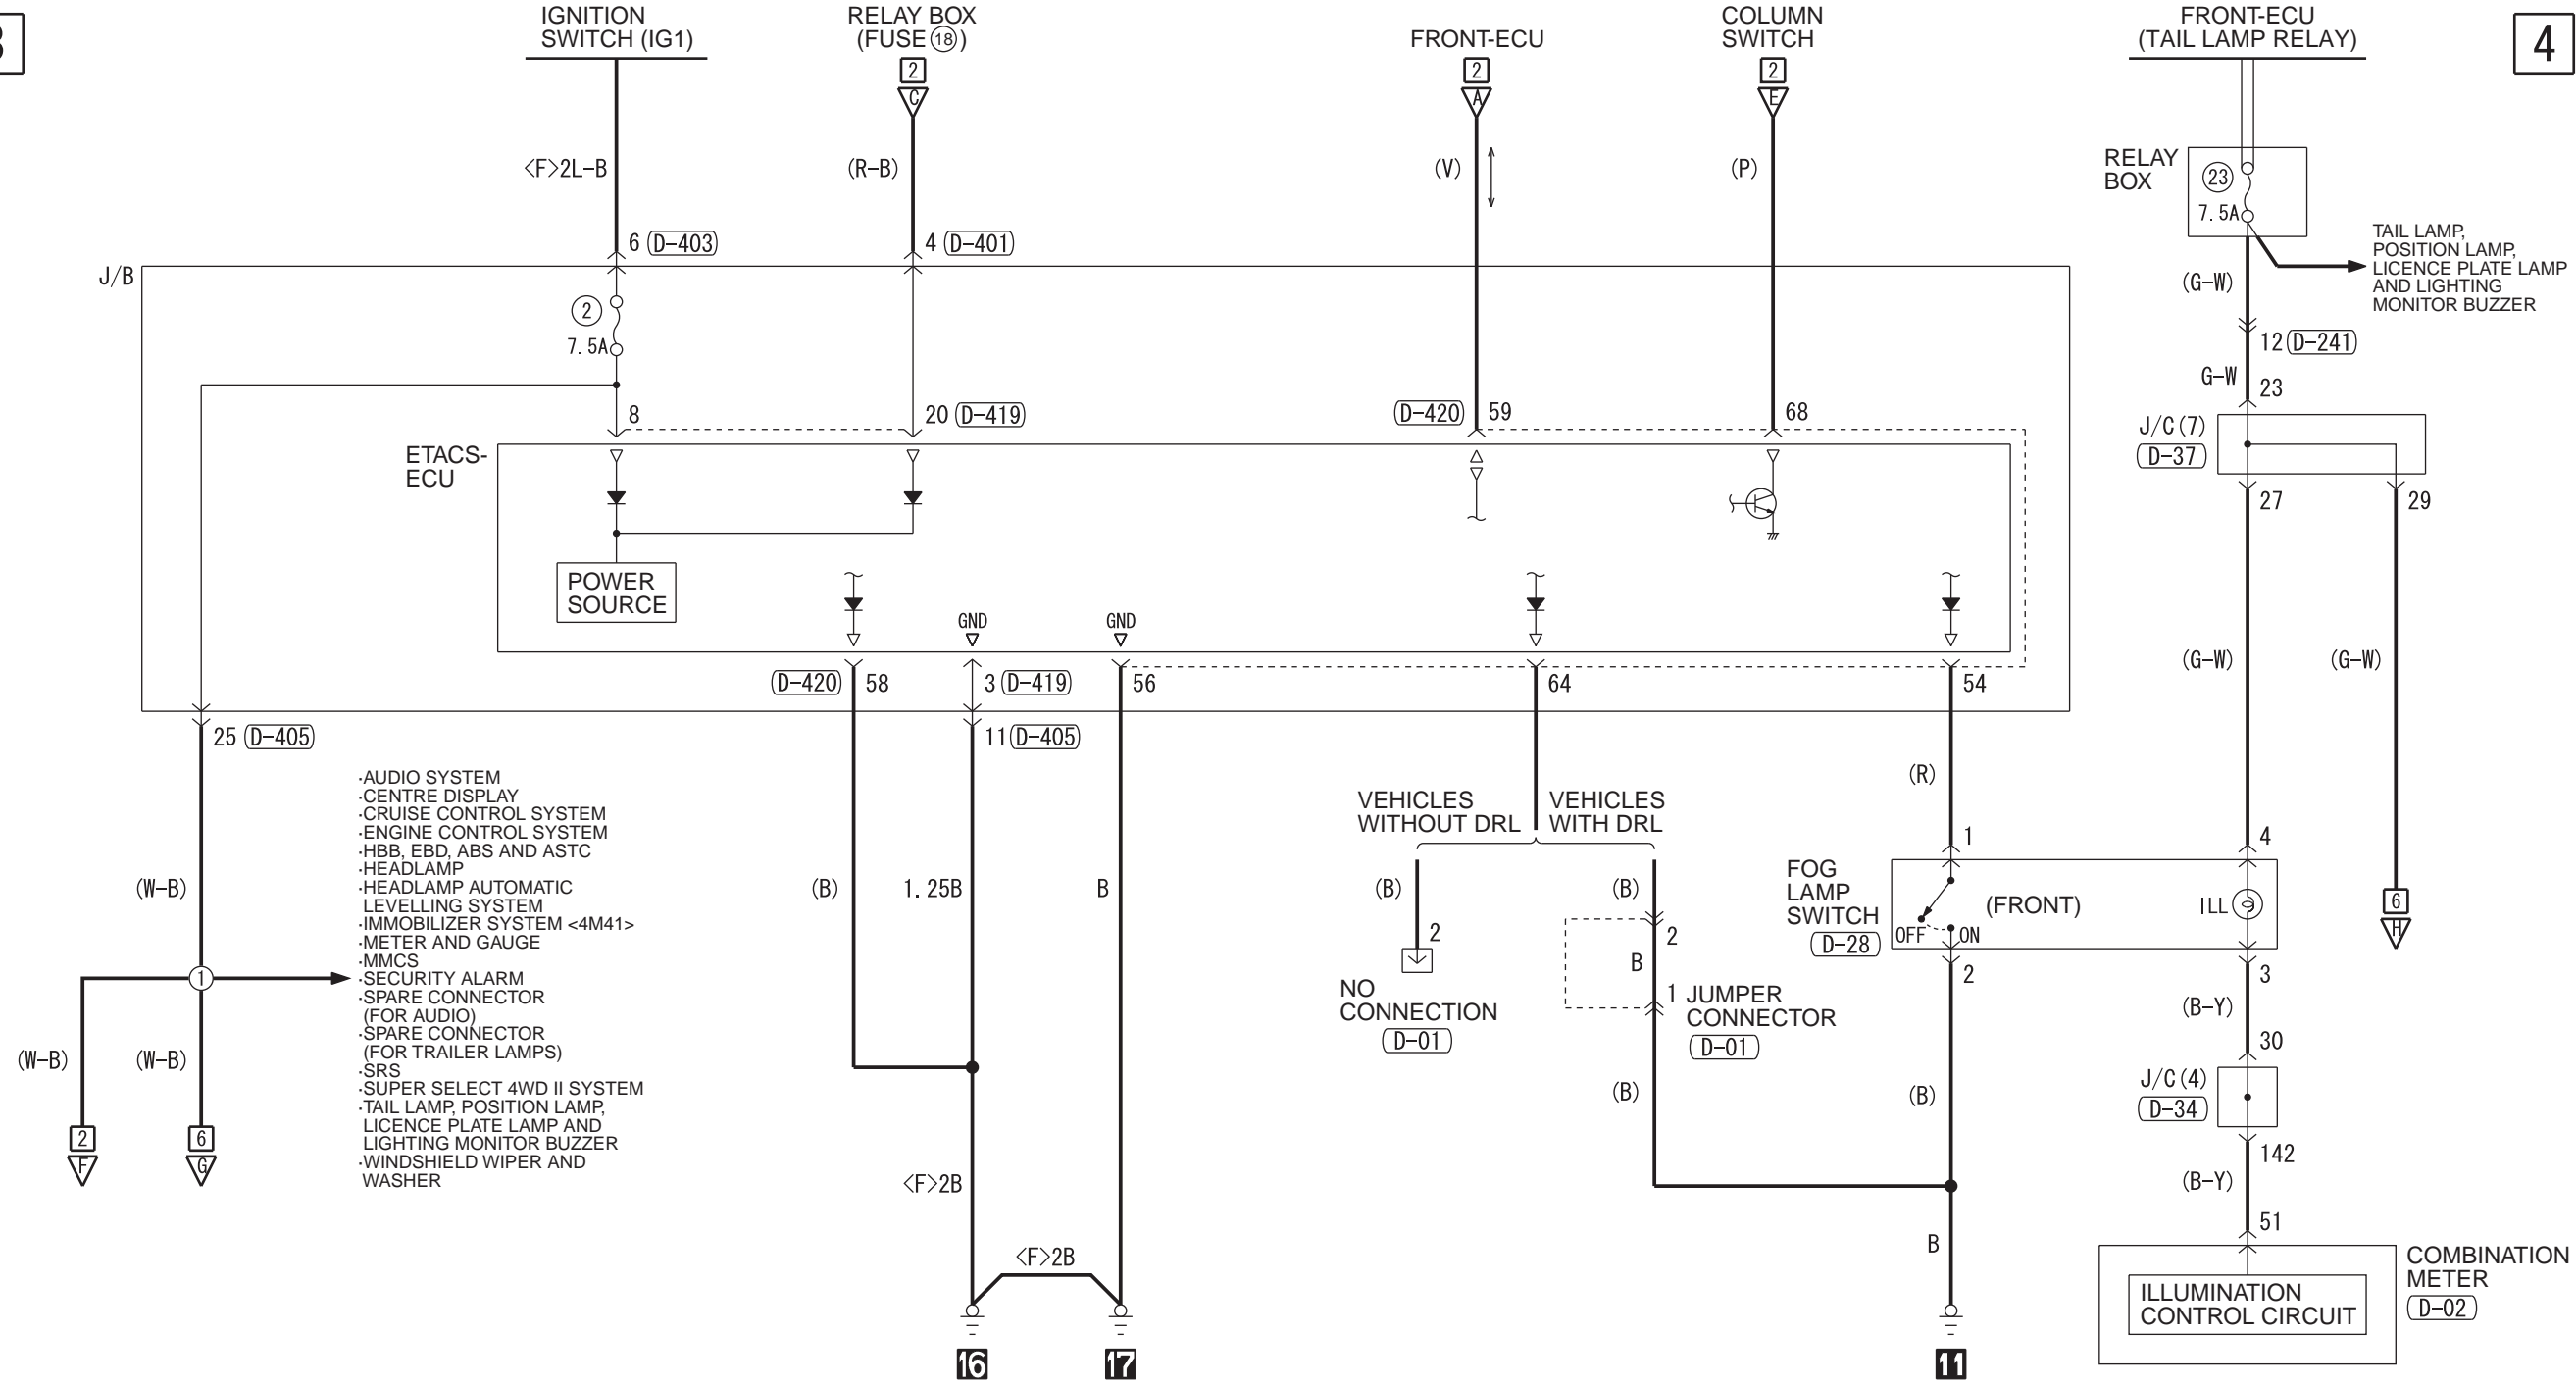 3
IGNITION
SWITCH (IG1)
RELAY BOX
(FUSE 18)
FRONT-ECU
COLUMN
SWITCH
FRONT-ECU
(TAIL LAMP RELAY)
4
2
C
2
A
2
E
<F>2L-B
(R-B)
(V)
(P)
RELAY
BOX
23
7.5A
TAIL LAMP,
POSITION LAMP,
LICENCE PLATE LAMP
AND LIGHTING
MONITOR BUZZER
6 (D-403)
4 (D-401)
J/B
2
7.5A
(G-W)
12 (D-241)
G-W
23
8
20 (D-419)
(D-420) 59
68
J/C(7)
D-37
27
29
ETACS-
ECU
POWER
SOURCE
GND
GND
(D-420) 58
3 (D-419)
56
64
54
(G-W)
(G-W)
25 (D-405)
11 (D-405)
·AUDIO SYSTEM
·CENTRE DISPLAY
·CRUISE CONTROL SYSTEM
·ENGINE CONTROL SYSTEM
·HBB, EBD, ABS AND ASTC
·HEADLAMP
·HEADLAMP AUTOMATIC
LEVELLING SYSTEM
·IMMOBILIZER SYSTEM <4M41>
·METER AND GAUGE
·MMCS
·SECURITY ALARM
·SPARE CONNECTOR
(FOR AUDIO)
·SPARE CONNECTOR
(FOR TRAILER LAMPS)
·SRS
·SUPER SELECT 4WD II SYSTEM
·TAIL LAMP, POSITION LAMP,
LICENCE PLATE LAMP AND
LIGHTING MONITOR BUZZER
·WINDSHIELD WIPER AND
WASHER
(W-B)
1
(W-B)
(W-B)
2
F
6
G
(B)
1.25B
B
<F>2B
<F>2B
16
17
VEHICLES
WITHOUT DRL
VEHICLES
WITH DRL
(B)
2
NO
CONNECTION
D-01
(B)
2
B
1
JUMPER
CONNECTOR
D-01
(B)
(R)
1
FOG
LAMP
SWITCH
D-28
(FRONT)
OFF
ON
ILL
2
(B)
B
11
4
3
(B-Y)
30
J/C(4)
D-34
142
(B-Y)
51
6
H
ILLUMINATION
CONTROL CIRCUIT
COMBINATION
METER
D-02